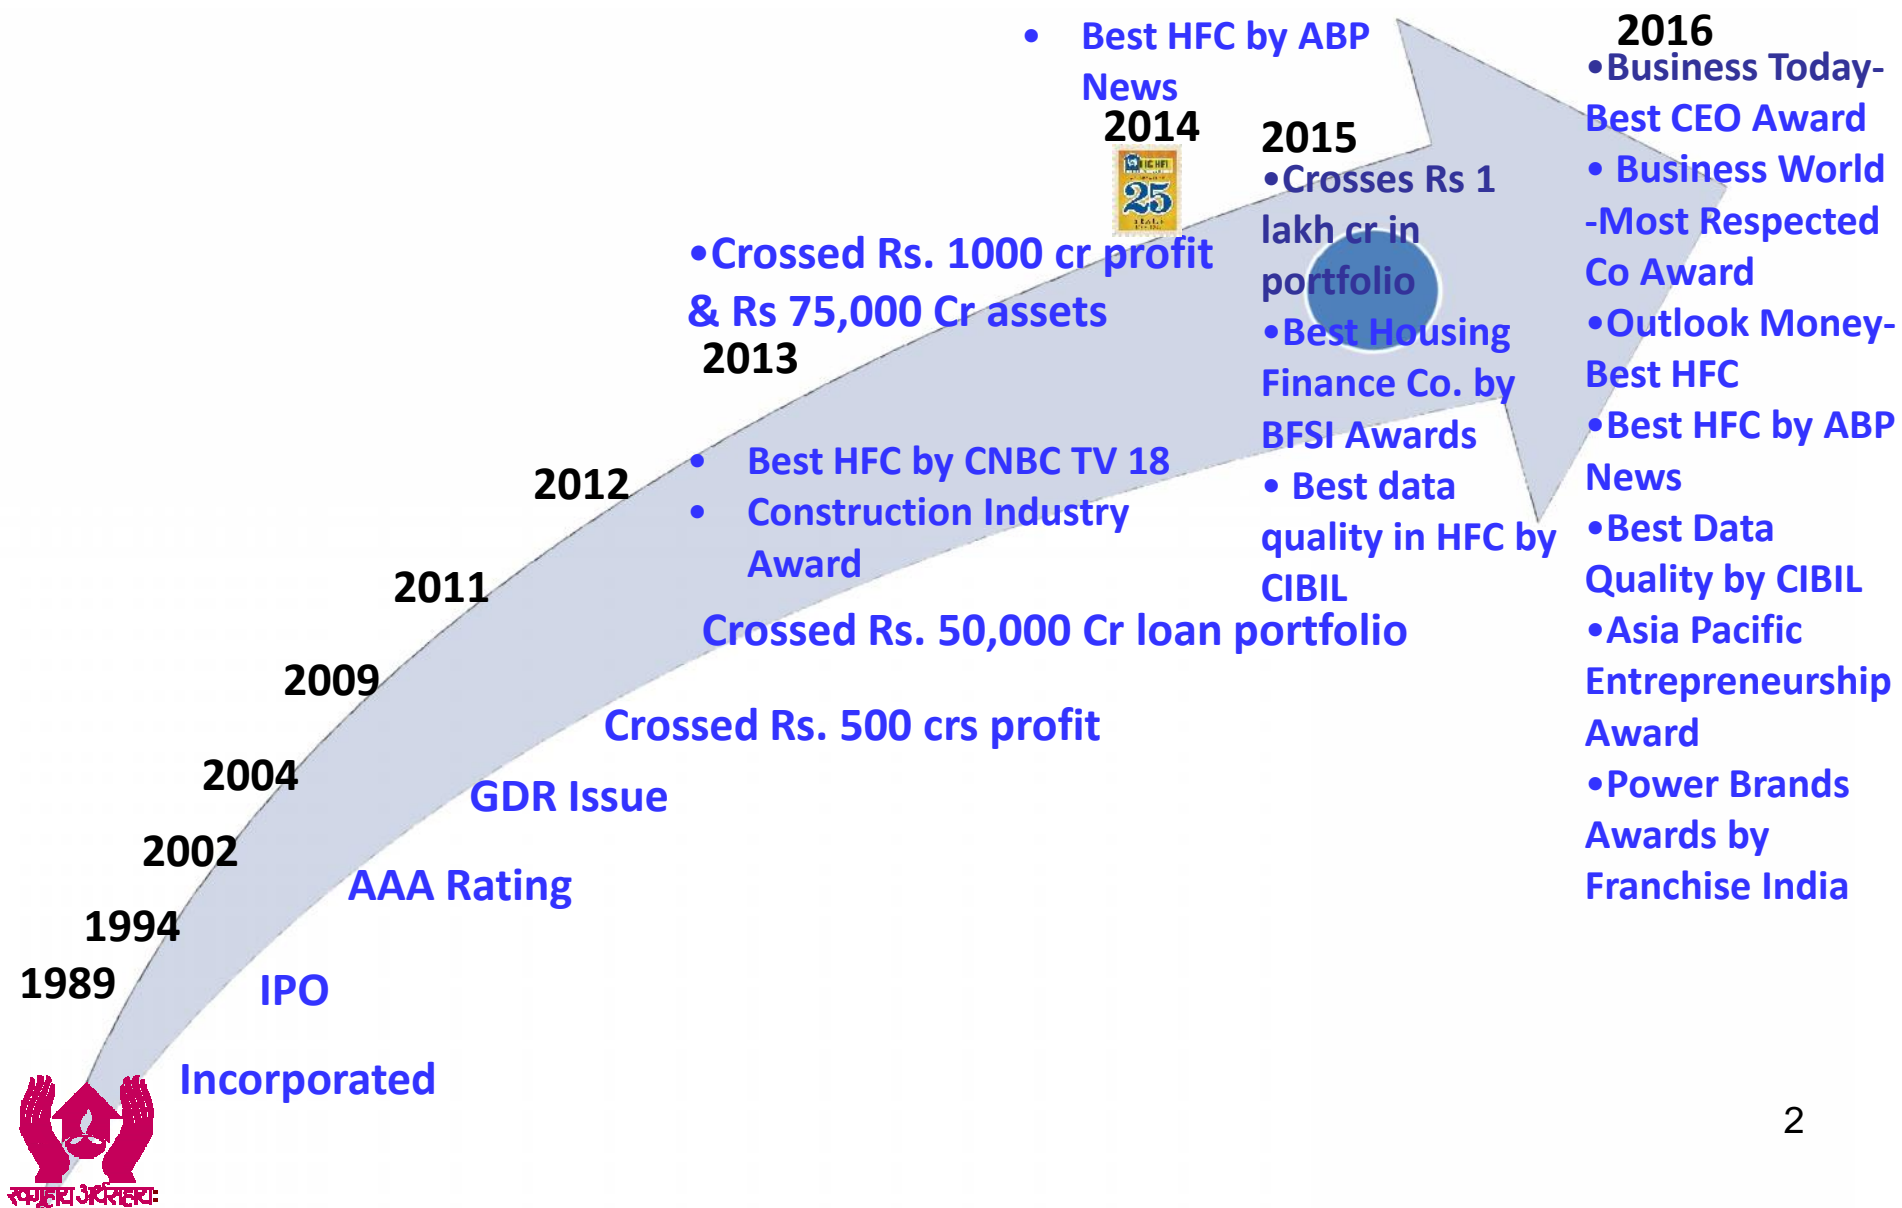 • Best HFC by ABP
News
2014
LIC HFL
25
YEARS
2015
•Crosses Rs 1
lakh cr in
portfolio
•Best Housing
Finance Co. by
BFSI Awards
• Best data
quality in HFC by
CIBIL
2016
•Business Today-
Best CEO Award
• Business World
-Most Respected
Co Award
•Outlook Money-
Best HFC
•Best HFC by ABP
News
•Best Data
Quality by CIBIL
•Asia Pacific
Entrepreneurship
Award
•Power Brands
Awards by
Franchise India
•Crossed Rs. 1000 cr profit
& Rs 75,000 Cr assets
2013
2012
• Best HFC by CNBC TV 18
• Construction Industry
Award
2011
Crossed Rs. 50,000 Cr loan portfolio
2009
Crossed Rs. 500 crs profit
2004
GDR Issue
2002
AAA Rating
1994
IPO
1989
Incorporated
2